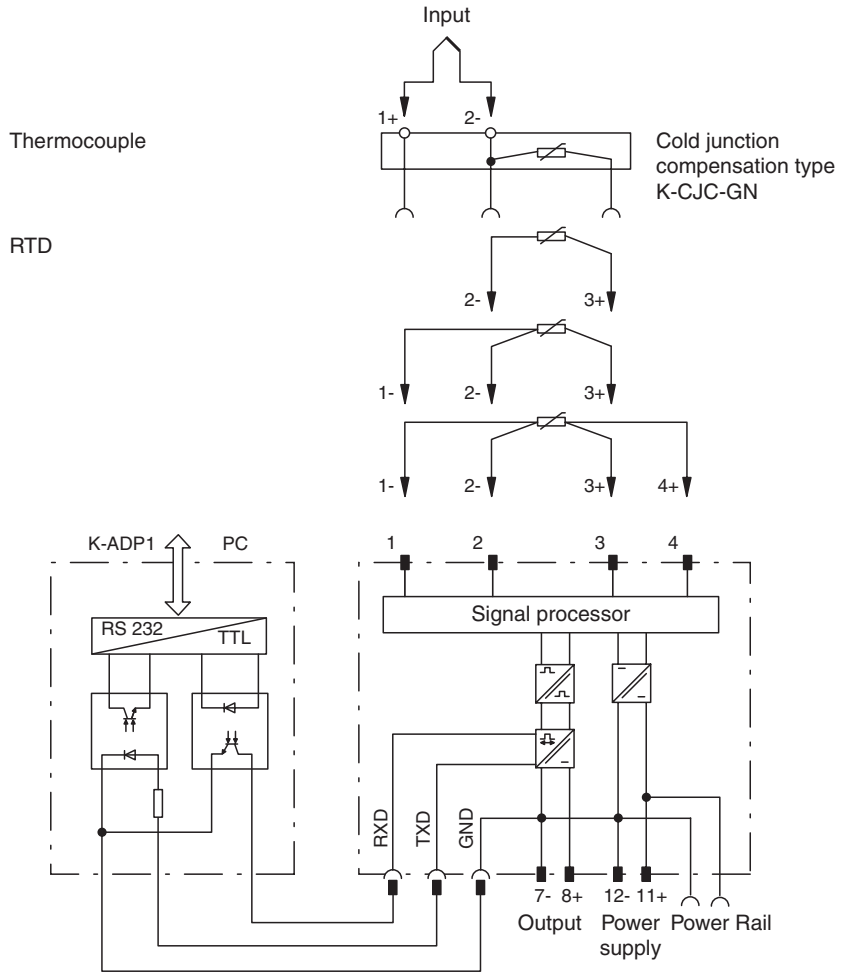 Input
1+ 2-
Thermocouple
Cold junction
compensation type
K-CJC-GN
RTD
2- 3+
1- 2- 3+
1- 2- 3+ 4+
K-ADP1 PC
1 2 3 4
RS 232
TTL
Signal processor
RXD
TXD
GND
7- 8+ 12- 11+
Output
Power
supply
Power Rail